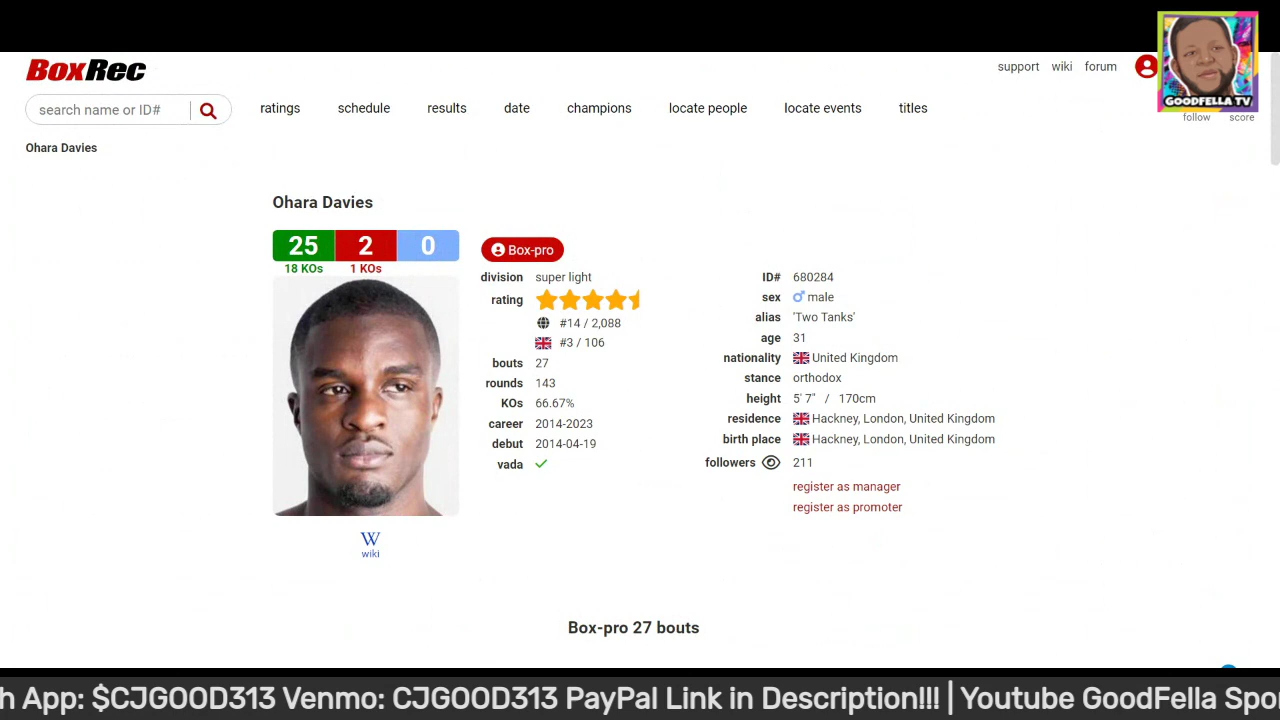 BoxRec
support wiki forum
GOODFELLA TV
search name or ID#
ratings schedule results date champions locate people locate events titles
follow score
Ohara Davies
Ohara Davies
25 2 0
18 KOs 1 KOs
Box-pro
division super light
rating
#14 / 2,088
#3 / 106
bouts 27
rounds 143
KOs 66.67%
career 2014-2023
debut 2014-04-19
vada
ID# 680284
sex male
alias 'Two Tanks'
age 31
nationality United Kingdom
stance orthodox
height 5' 7" / 170cm
residence Hackney, London, United Kingdom
birth place Hackney, London, United Kingdom
followers 211
register as manager
register as promoter
W
wiki
Box-pro 27 bouts
h App: $CJGOOD313 Venmo: CJGOOD313 PayPal Link in Description!!! | Youtube GoodFella Spo